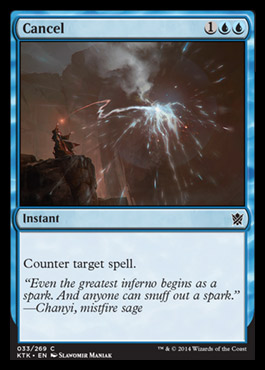 Cancel 1
Instant
Counter target spell.
“Even the greatest inferno begins as a
spark. And anyone can snuff out a spark.”
—Chanyi, mistfire sage
033/269 C
KTK • EN Slawomir Maniak
™ & © 2014 Wizards of the Coast